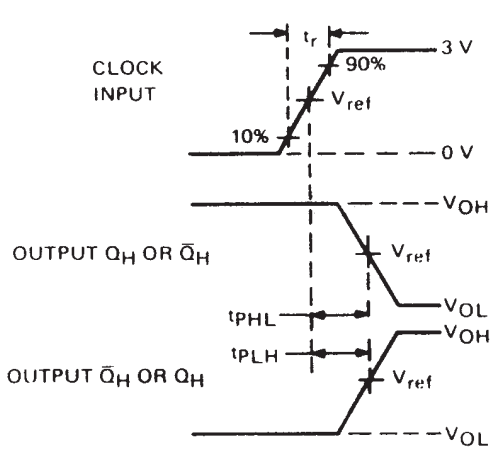 tr
3 V
CLOCK
INPUT
90%
Vref
10%
0 V
VOH
OUTPUT QH OR Q̄H
Vref
tPHL
VOL
VOH
tPLH
OUTPUT Q̄H OR QH
Vref
VOL